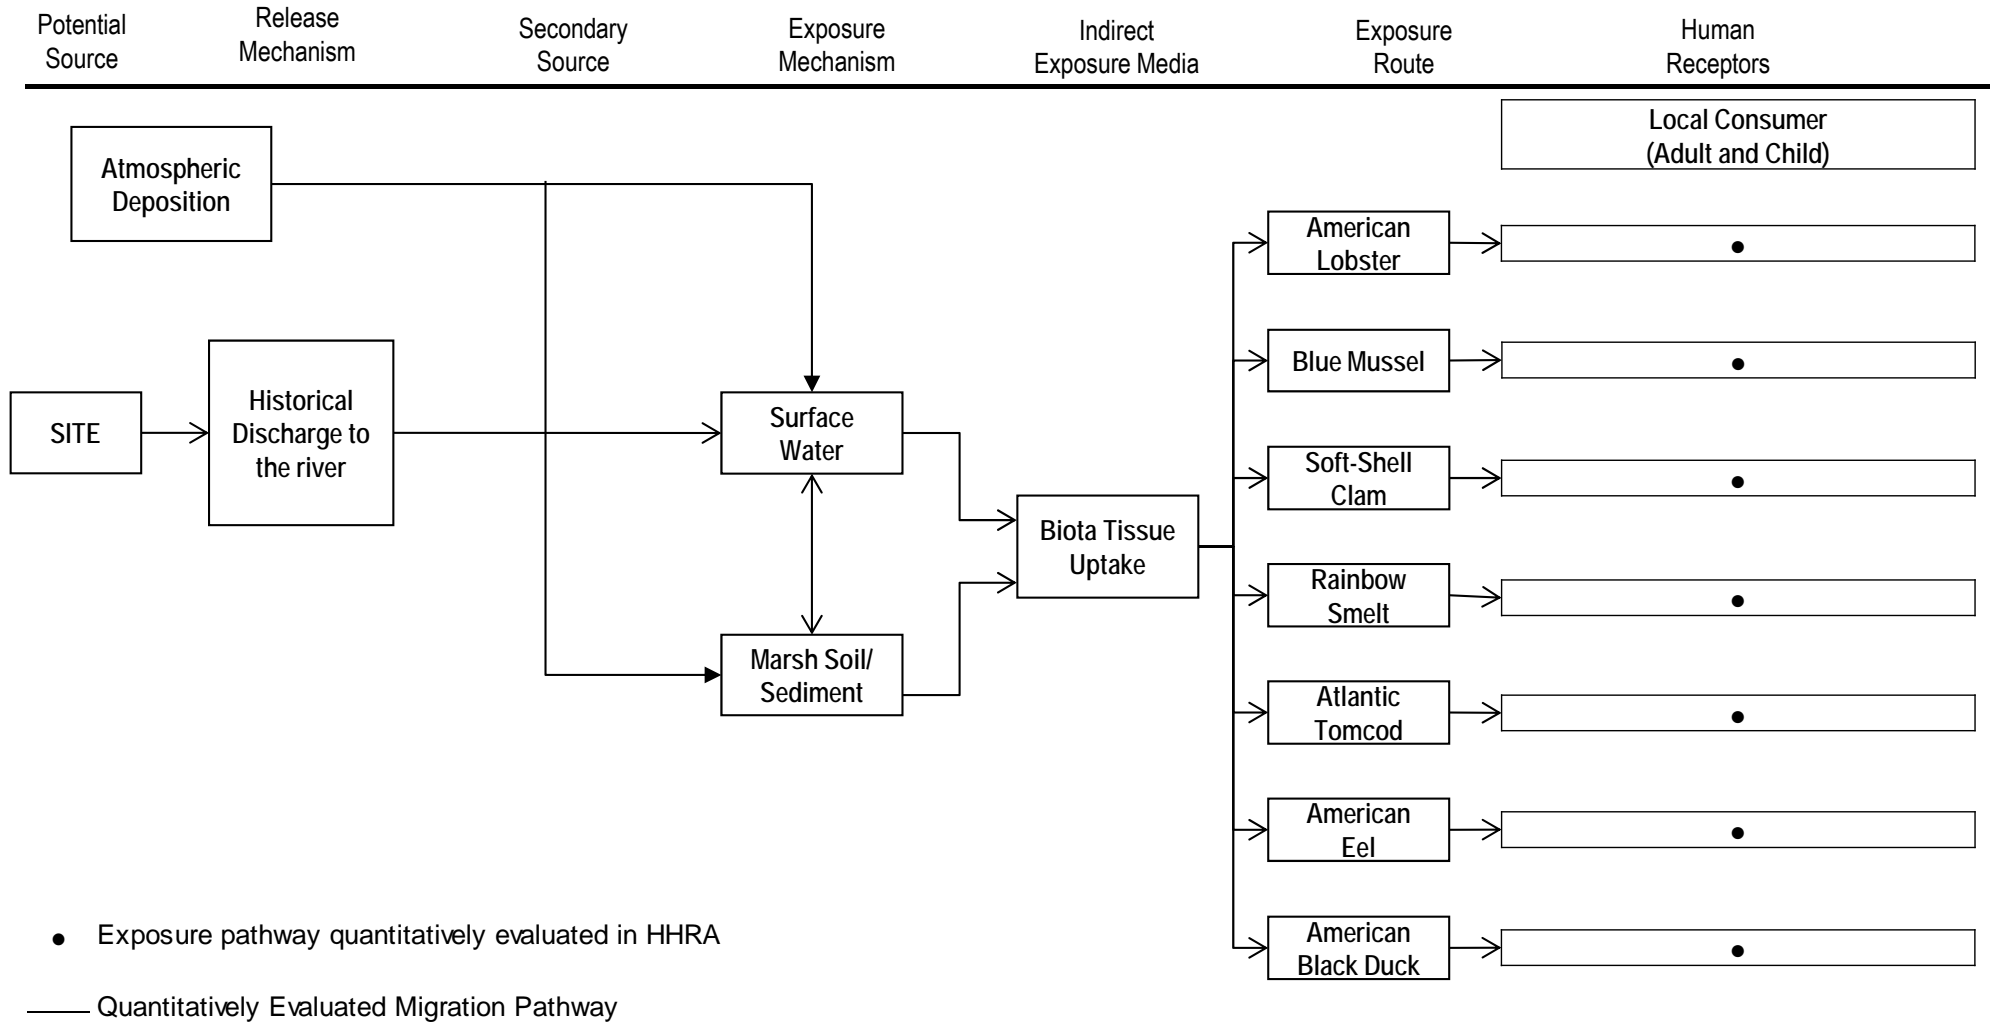 Potential
Source
Release
Mechanism
Secondary
Source
Exposure
Mechanism
Indirect
Exposure Media
Exposure
Route
Human
Receptors
Local Consumer
(Adult and Child)
Atmospheric
Deposition
American
Lobster
Blue Mussel
SITE
Historical
Discharge to
the river
Surface
Water
Soft-Shell
Clam
Biota Tissue
Uptake
Rainbow
Smelt
Marsh Soil/
Sediment
Atlantic
Tomcod
American
Eel
American
Black Duck
● Exposure pathway quantitatively evaluated in HHRA
Quantitatively Evaluated Migration Pathway